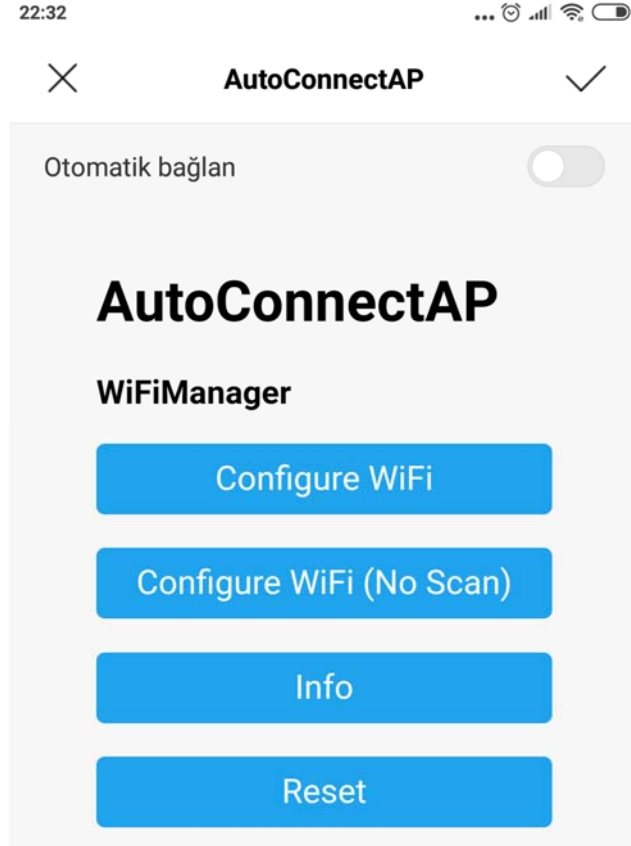 22:32
AutoConnectAP
Otomatik bağlan
AutoConnectAP
WiFiManager
Configure WiFi
Configure WiFi (No Scan)
Info
Reset